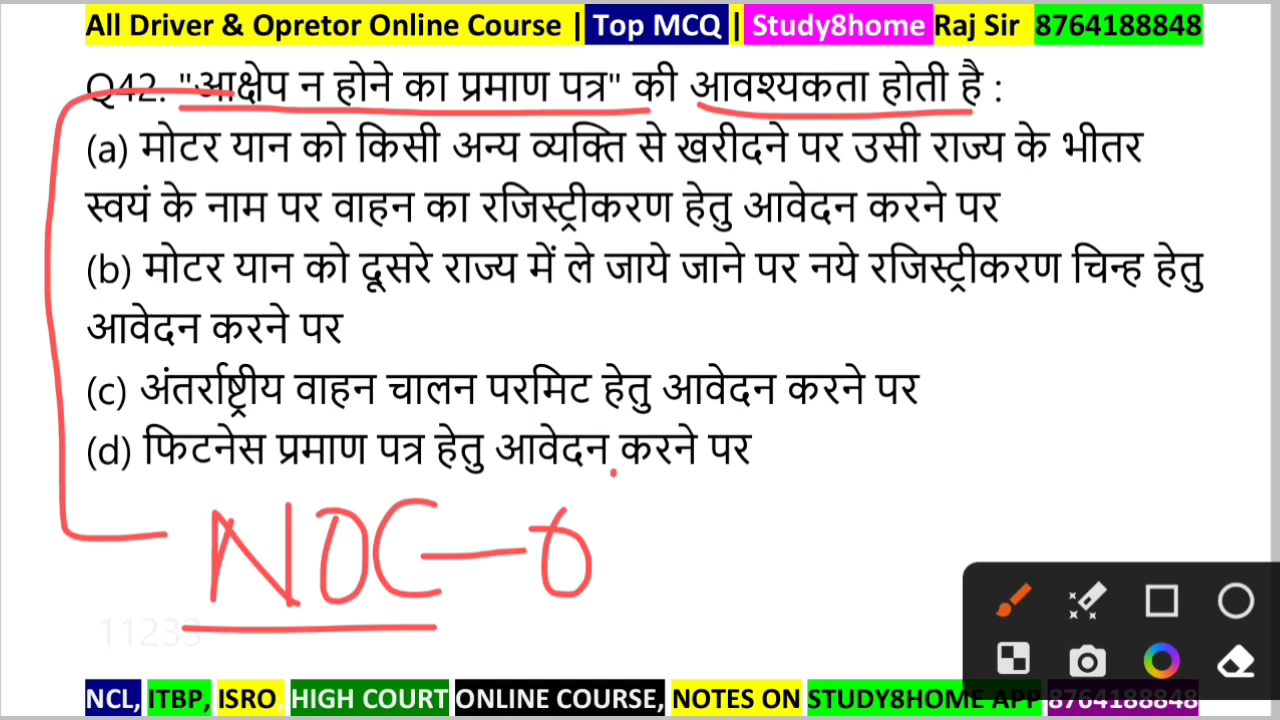 All Driver & Opretor Online Course | Top MCQ | Study8home Raj Sir 8764188848
Q42. "आक्षेप न होने का प्रमाण पत्र" की आवश्यकता होती है :
(a) मोटर यान को किसी अन्य व्यक्ति से खरीदने पर उसी राज्य के भीतर
स्वयं के नाम पर वाहन का रजिस्ट्रीकरण हेतु आवेदन करने पर
(b) मोटर यान को दूसरे राज्य में ले जाये जाने पर नये रजिस्ट्रीकरण चिन्ह हेतु
आवेदन करने पर
(c) अंतर्राष्ट्रीय वाहन चालन परमिट हेतु आवेदन करने पर
(d) फिटनेस प्रमाण पत्र हेतु आवेदन करने पर
NOC
NCL, ITBP, ISRO, HIGH COURT ONLINE COURSE, NOTES ON STUDY8HOME APP 8764188848